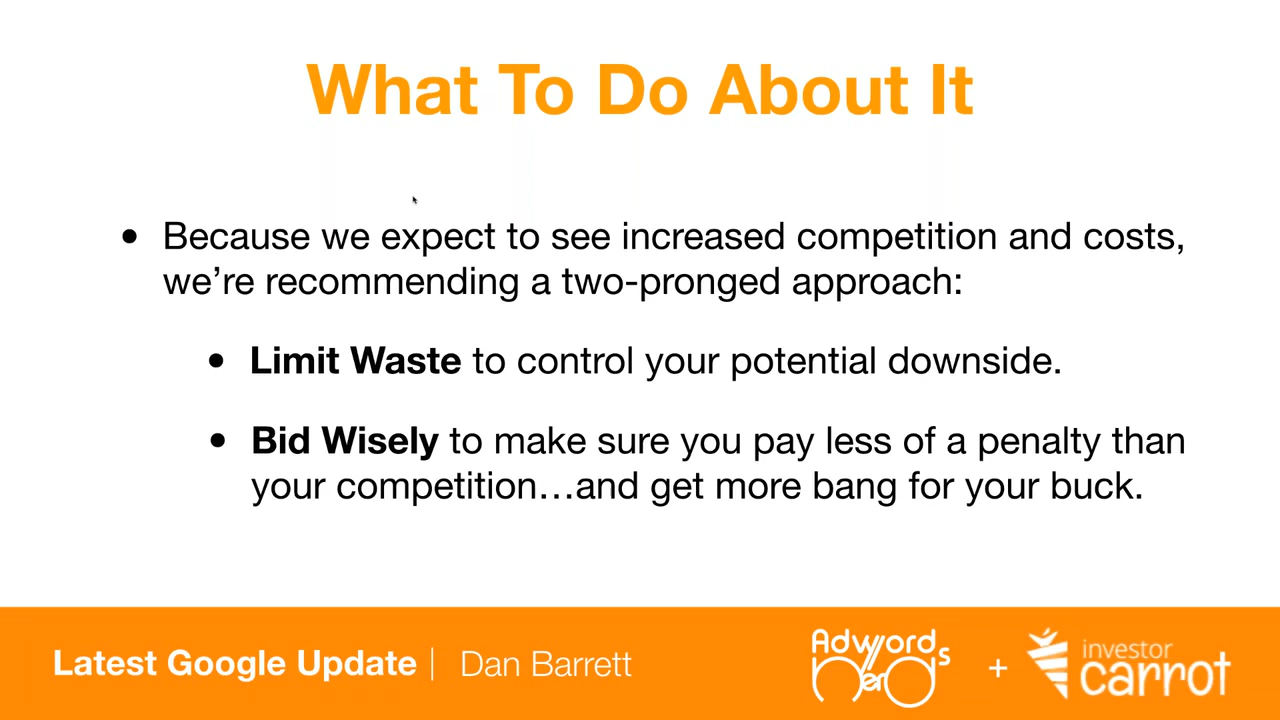 What To Do About It
• Because we expect to see increased competition and costs,
we’re recommending a two-pronged approach:
• Limit Waste to control your potential downside.
• Bid Wisely to make sure you pay less of a penalty than
your competition…and get more bang for your buck.
Latest Google Update | Dan Barrett
AdWords
Nerd
+
investor
carrot